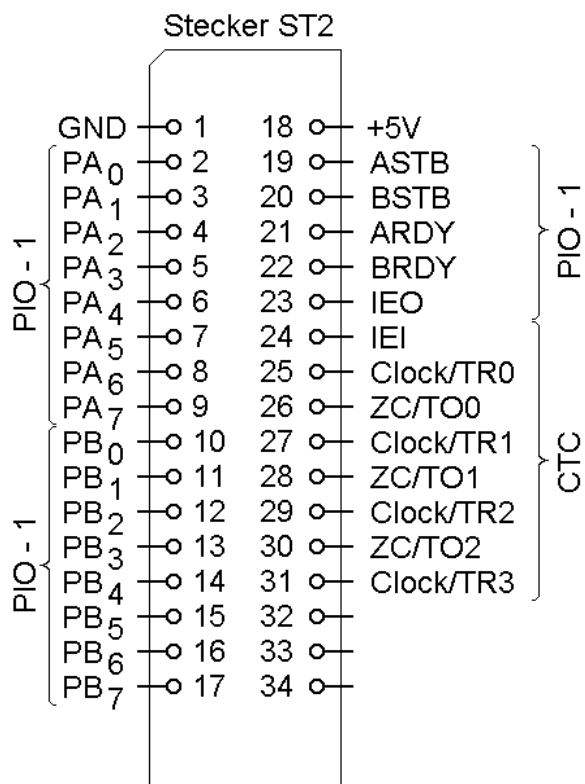 Stecker ST2
GND 1 18 +5V
PA0 2 19 ASTB
PA1 3 20 BSTB
PA2 4 21 ARDY
PA3 5 22 BRDY
PA4 6 23 IEO
PA5 7 24 IEI
PA6 8 25 Clock/TR0
PA7 9 26 ZC/TO0
PB0 10 27 Clock/TR1
PB1 11 28 ZC/TO1
PB2 12 29 Clock/TR2
PB3 13 30 ZC/TO2
PB4 14 31 Clock/TR3
PB5 15 32
PB6 16 33
PB7 17 34
PIO - 1
PIO - 1
PIO - 1
CTC